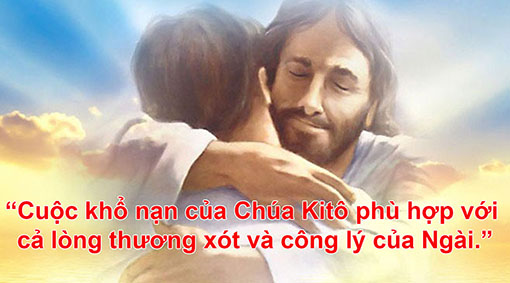 “Cuộc khổ nạn của Chúa Kitô phù hợp với
cả lòng thương xót và công lý của Ngài.”